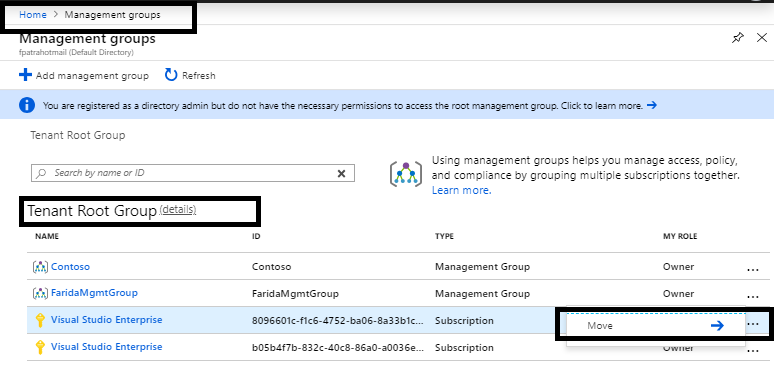 Home > Management groups
Management groups
fpatrahotmail (Default Directory)
Add management group Refresh
You are registered as a directory admin but do not have the necessary permissions to access the root management group. Click to learn more.
Tenant Root Group
Search by name or ID
Using management groups helps you manage access, policy,
and compliance by grouping multiple subscriptions together.
Learn more.
Tenant Root Group (details)
NAME ID TYPE MY ROLE
Contoso Contoso Management Group Owner ...
FaridaMgmtGroup FaridaMgmtGroup Management Group Owner ...
Visual Studio Enterprise 8096601c-f1c6-4752-ba06-8a33b1c... Subscription Move ...
Visual Studio Enterprise b05b4f7b-832c-40c8-86a0-a0036e... Subscription Owner ...